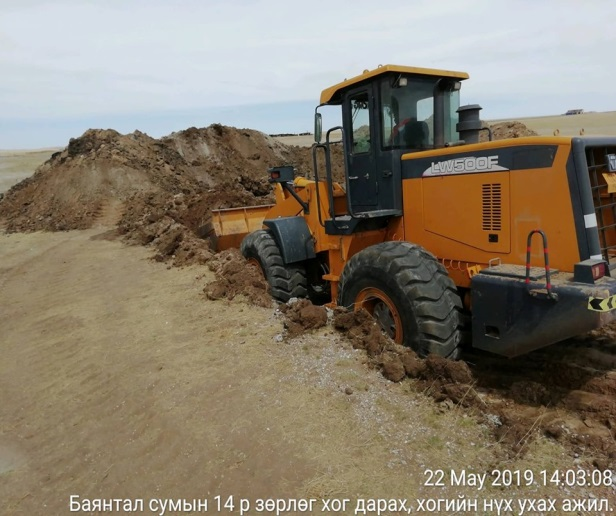 LW500F
22 May 2019 14:03:08
Баянтал сумын 14 р зөрлөг хог дарах, хогийн нүх ухах ажил.